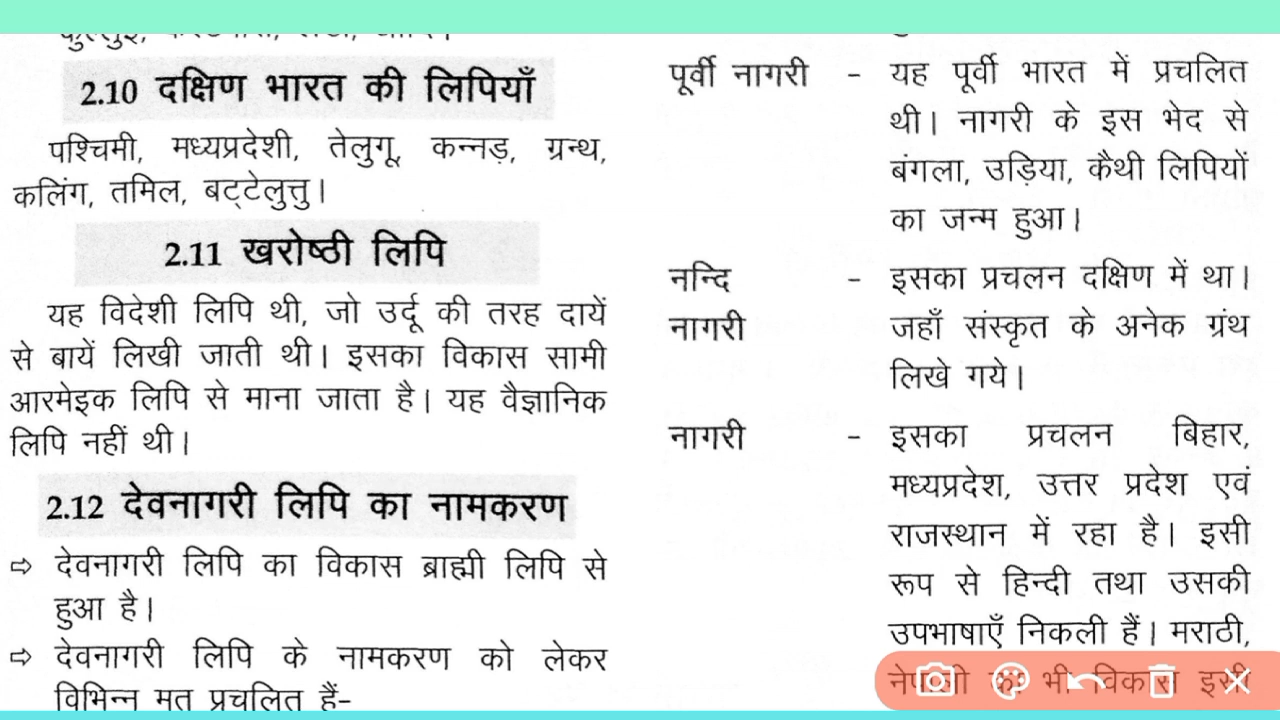 2.10 दक्षिण भारत की लिपियाँ
पश्चिमी, मध्यप्रदेशी, तेलुगू, कन्नड़, ग्रन्थ,
कलिंग, तमिल, बट्टेलुत्तु।
2.11 खरोष्ठी लिपि
यह विदेशी लिपि थी, जो उर्दू की तरह दायें
से बायें लिखी जाती थी। इसका विकास सामी
आरमेइक लिपि से माना जाता है। यह वैज्ञानिक
लिपि नहीं थी।
2.12 देवनागरी लिपि का नामकरण
⇨ देवनागरी लिपि का विकास ब्राह्मी लिपि से
हुआ है।
⇨ देवनागरी लिपि के नामकरण को लेकर
विभिन्न मत प्रचलित हैं-
पूर्वी नागरी - यह पूर्वी भारत में प्रचलित
थी। नागरी के इस भेद से
बंगला, उड़िया, कैथी लिपियों
का जन्म हुआ।
नन्दि - इसका प्रचलन दक्षिण में था।
नागरी जहाँ संस्कृत के अनेक ग्रंथ
लिखे गये।
नागरी - इसका प्रचलन बिहार,
मध्यप्रदेश, उत्तर प्रदेश एवं
राजस्थान में रहा है। इसी
रूप से हिन्दी तथा उसकी
उपभाषाएँ निकली हैं। मराठी,
भी विकास इसी